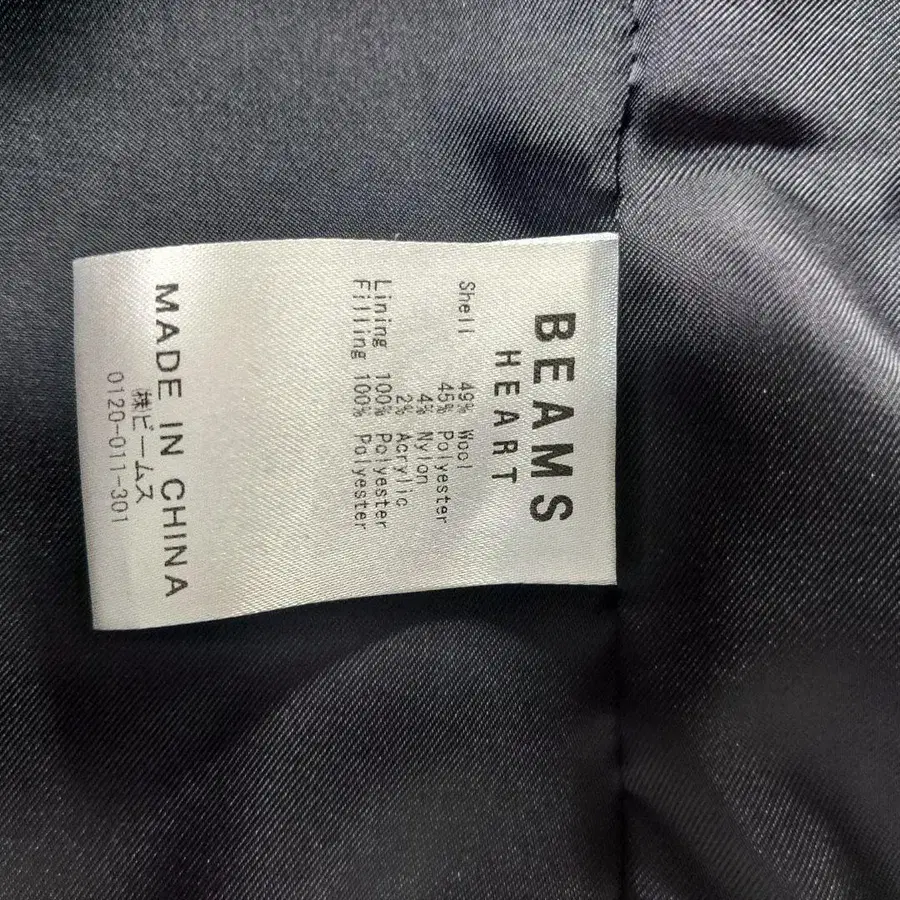 BEAMS
HEART
Shell 49% Wool
45% Polyester
4% Nylon
2% Acrylic
Lining 100% Polyester
Filling 100% Polyester
MADE IN CHINA
㈱ビームス
0120-011-301